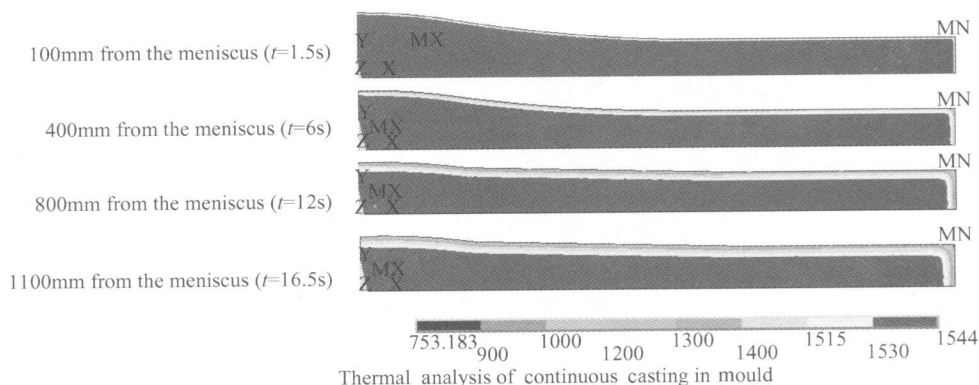 MN
Y MX
100mm from the meniscus (t=1.5s)
Z X
MN
Y
MX
400mm from the meniscus (t=6s)
Z X
MN
Y
MX
800mm from the meniscus (t=12s)
Z X
MN
Y
MX
1100mm from the meniscus (t=16.5s)
Z X
753.183 900 1000 1200 1300 1400 1515 1530 1544
Thermal analysis of continuous casting in mould